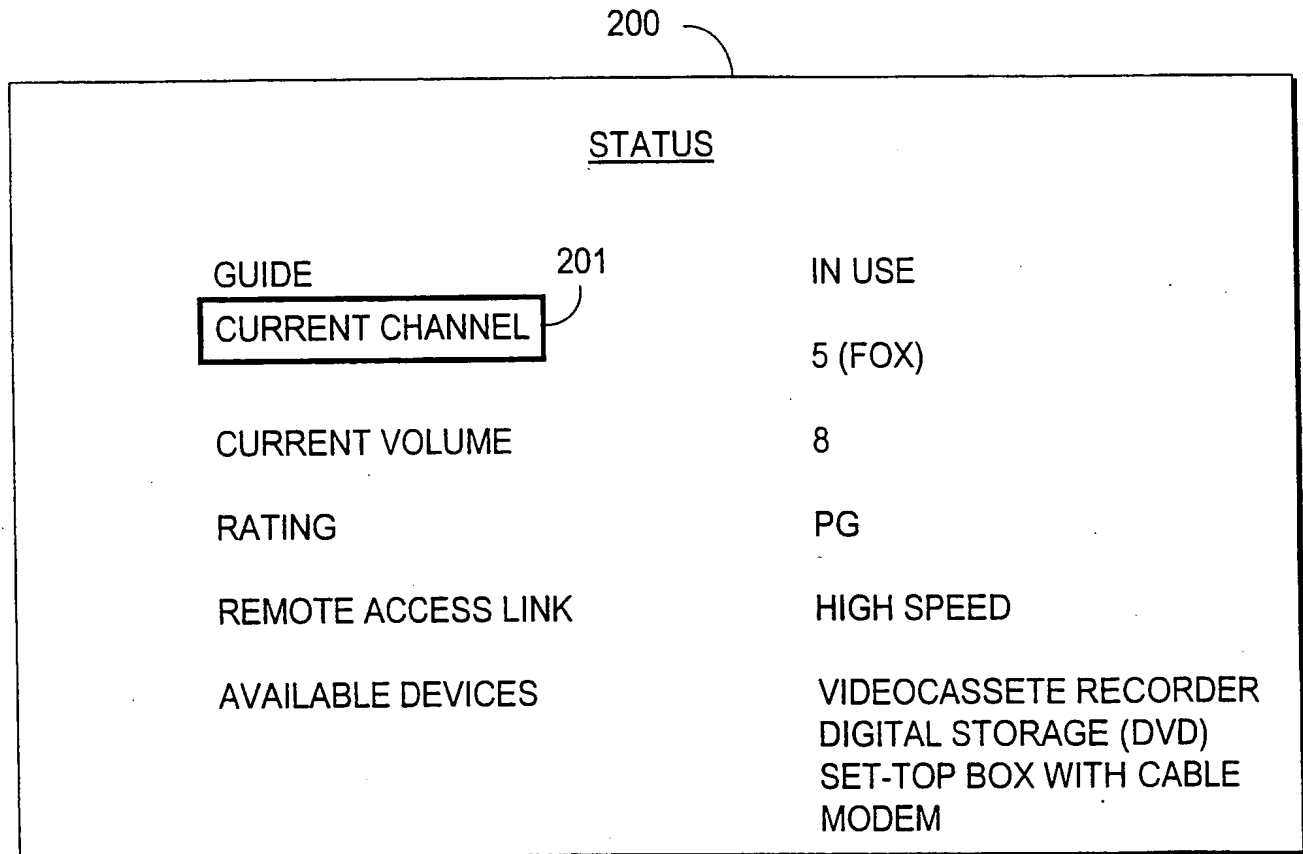 200
STATUS
GUIDE 201 IN USE
CURRENT CHANNEL 5 (FOX)
CURRENT VOLUME 8
RATING PG
REMOTE ACCESS LINK HIGH SPEED
AVAILABLE DEVICES VIDEOCASSETE RECORDER
DIGITAL STORAGE (DVD)
SET-TOP BOX WITH CABLE
MODEM